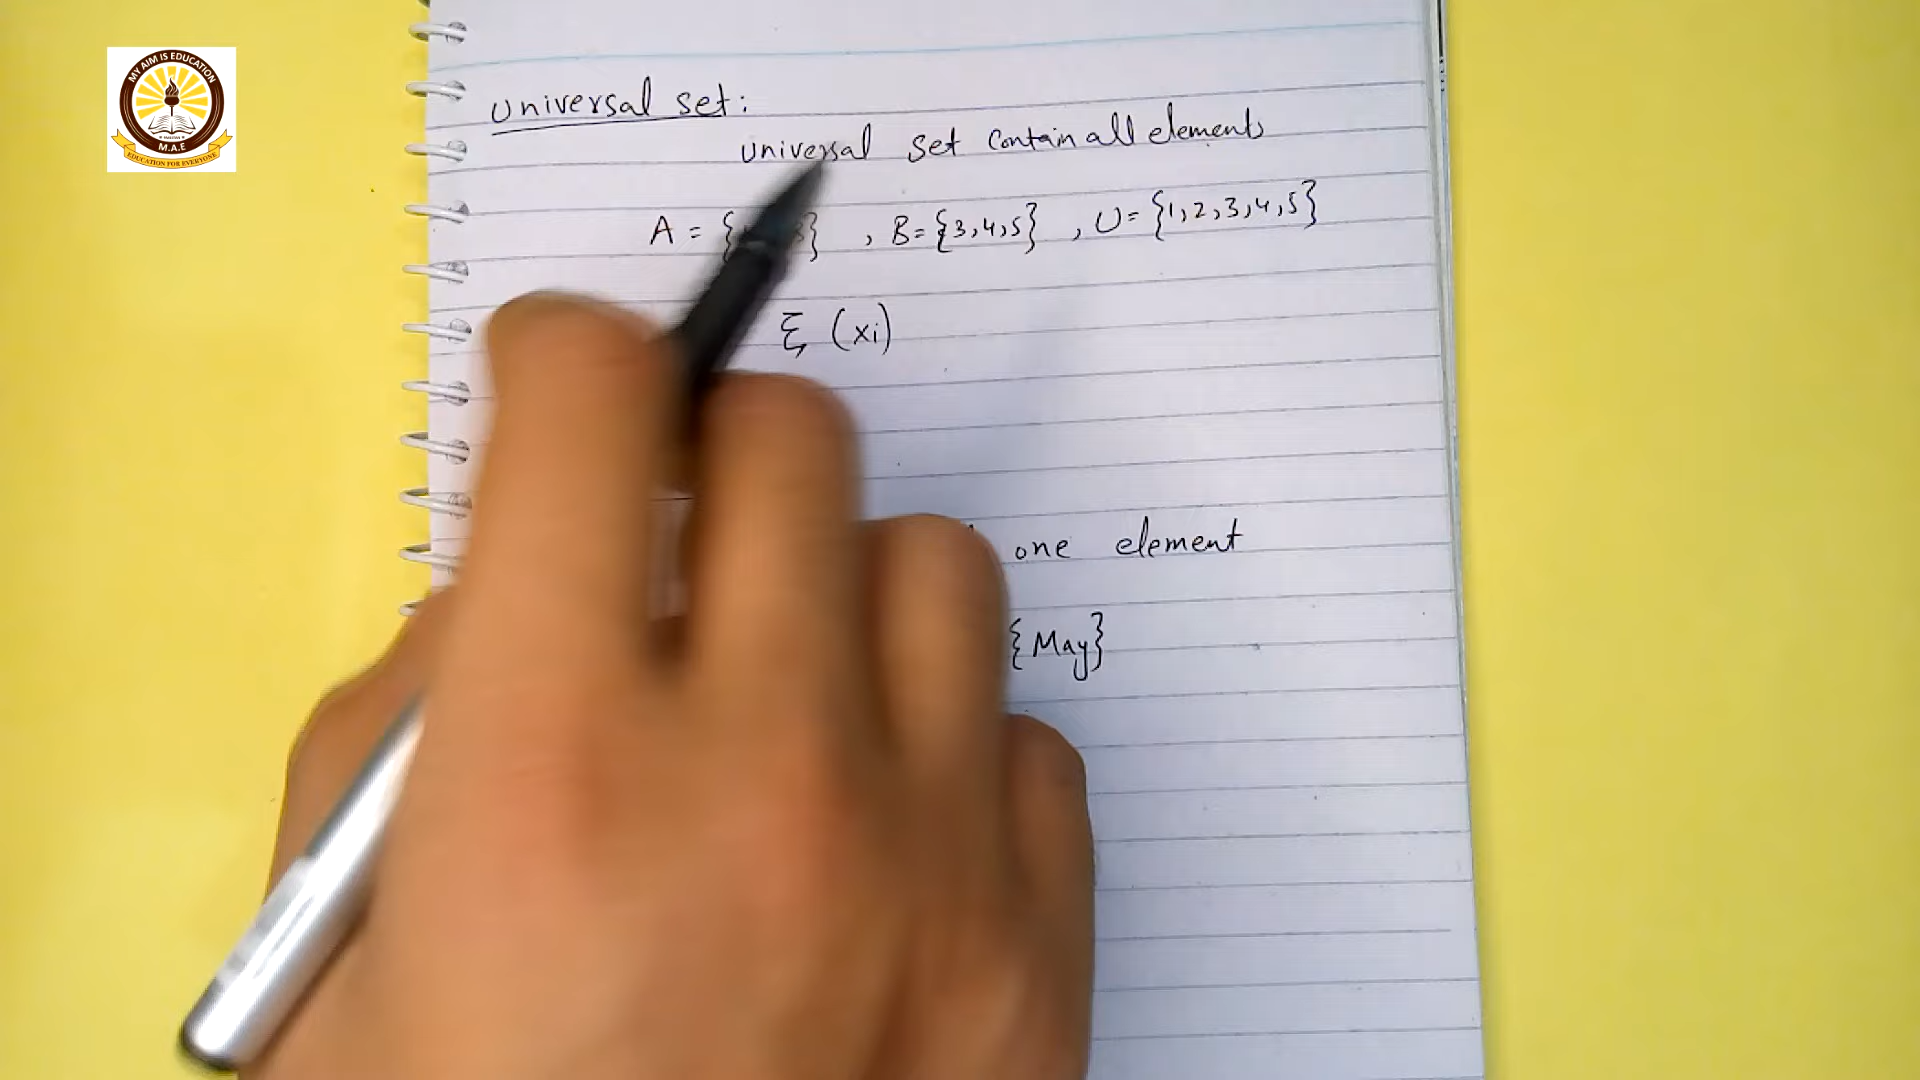 MY AIM IS EDUCATION
M.A.E
EDUCATION FOR EVERYONE
Universal set:
Universal set contain all elements
A = { } , B = {3,4,5} , U = {1,2,3,4,5}
ξ (xi)
one element
{May}